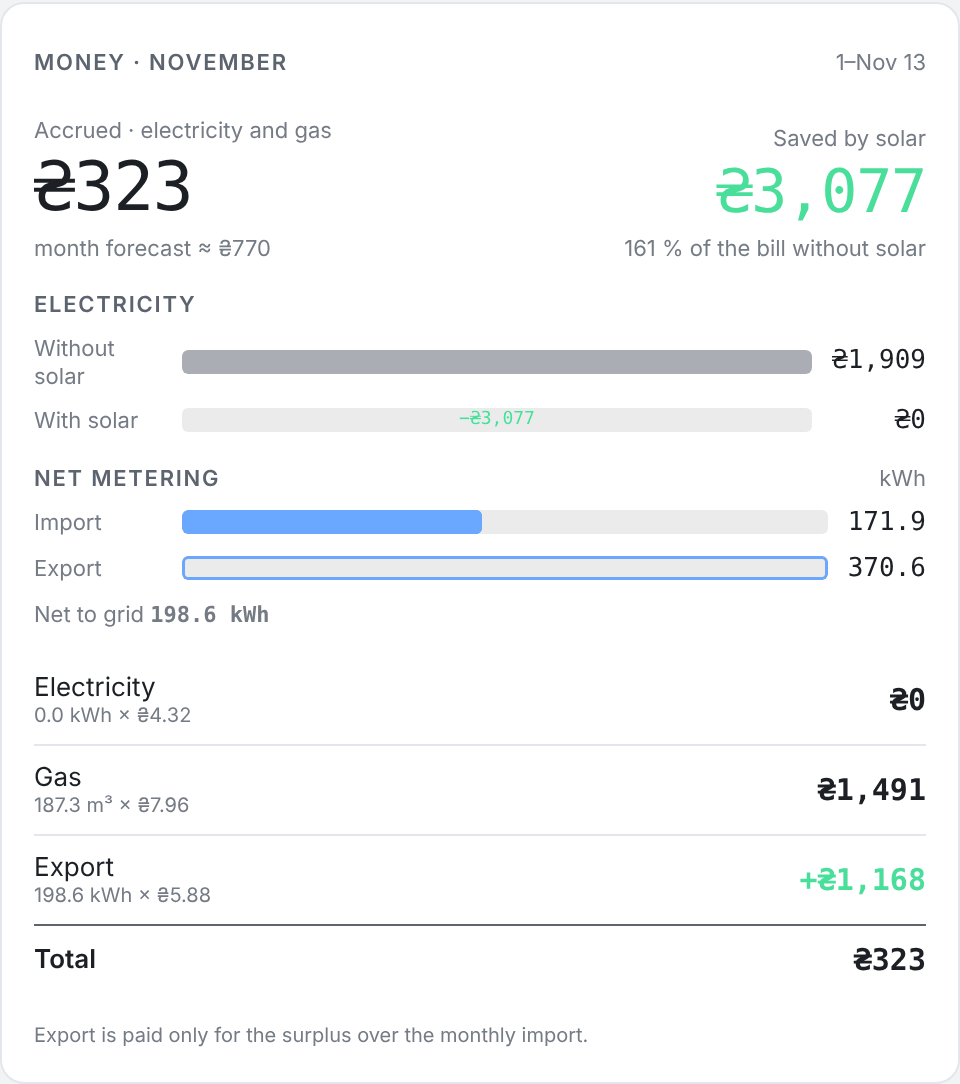 MONEY · NOVEMBER
1–Nov 13
Accrued · electricity and gas
₴323
month forecast ≈ ₴770
Saved by solar
₴3,077
161 % of the bill without solar
ELECTRICITY
Without
solar
₴1,909
With solar
−₴3,077
₴0
NET METERING
kWh
Import
171.9
Export
370.6
Net to grid 198.6 kWh
Electricity
0.0 kWh × ₴4.32
₴0
Gas
187.3 m³ × ₴7.96
₴1,491
Export
198.6 kWh × ₴5.88
+₴1,168
Total
₴323
Export is paid only for the surplus over the monthly import.